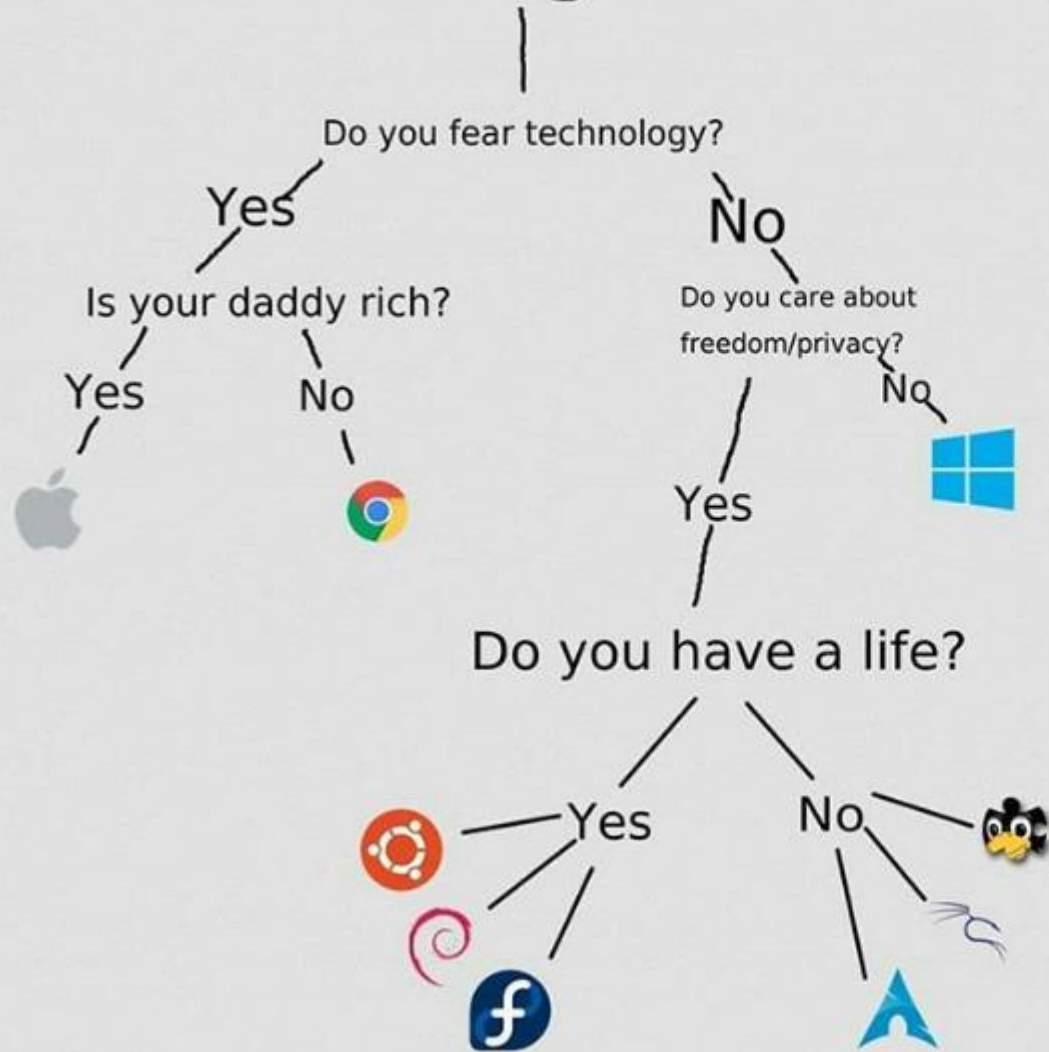 Do you fear technology?
Yes
No
Is your daddy rich?
Do you care about
freedom/privacy?
Yes
No
No
Yes
Do you have a life?
Yes
No